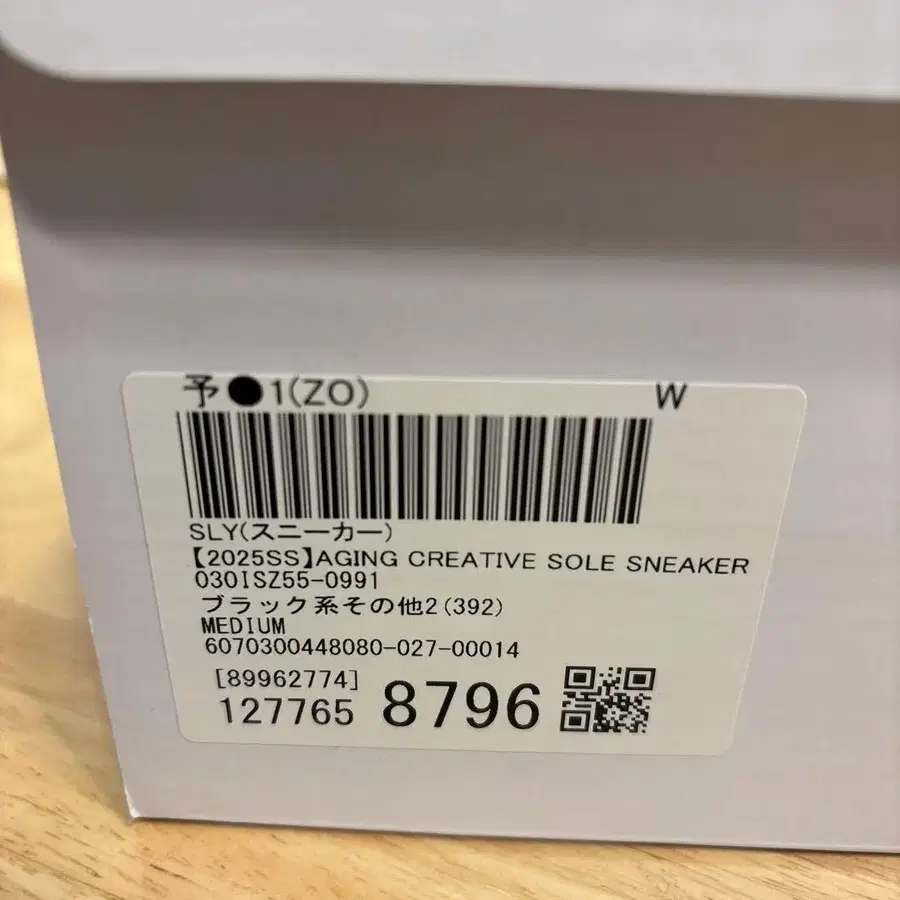 予●1(ZO) W
SLY(スニーカー)
【2025SS】AGING CREATIVE SOLE SNEAKER
030ISZ55-0991
ブラック系その他2(392)
MEDIUM
6070300448080-027-00014
[89962774]
127765 8796